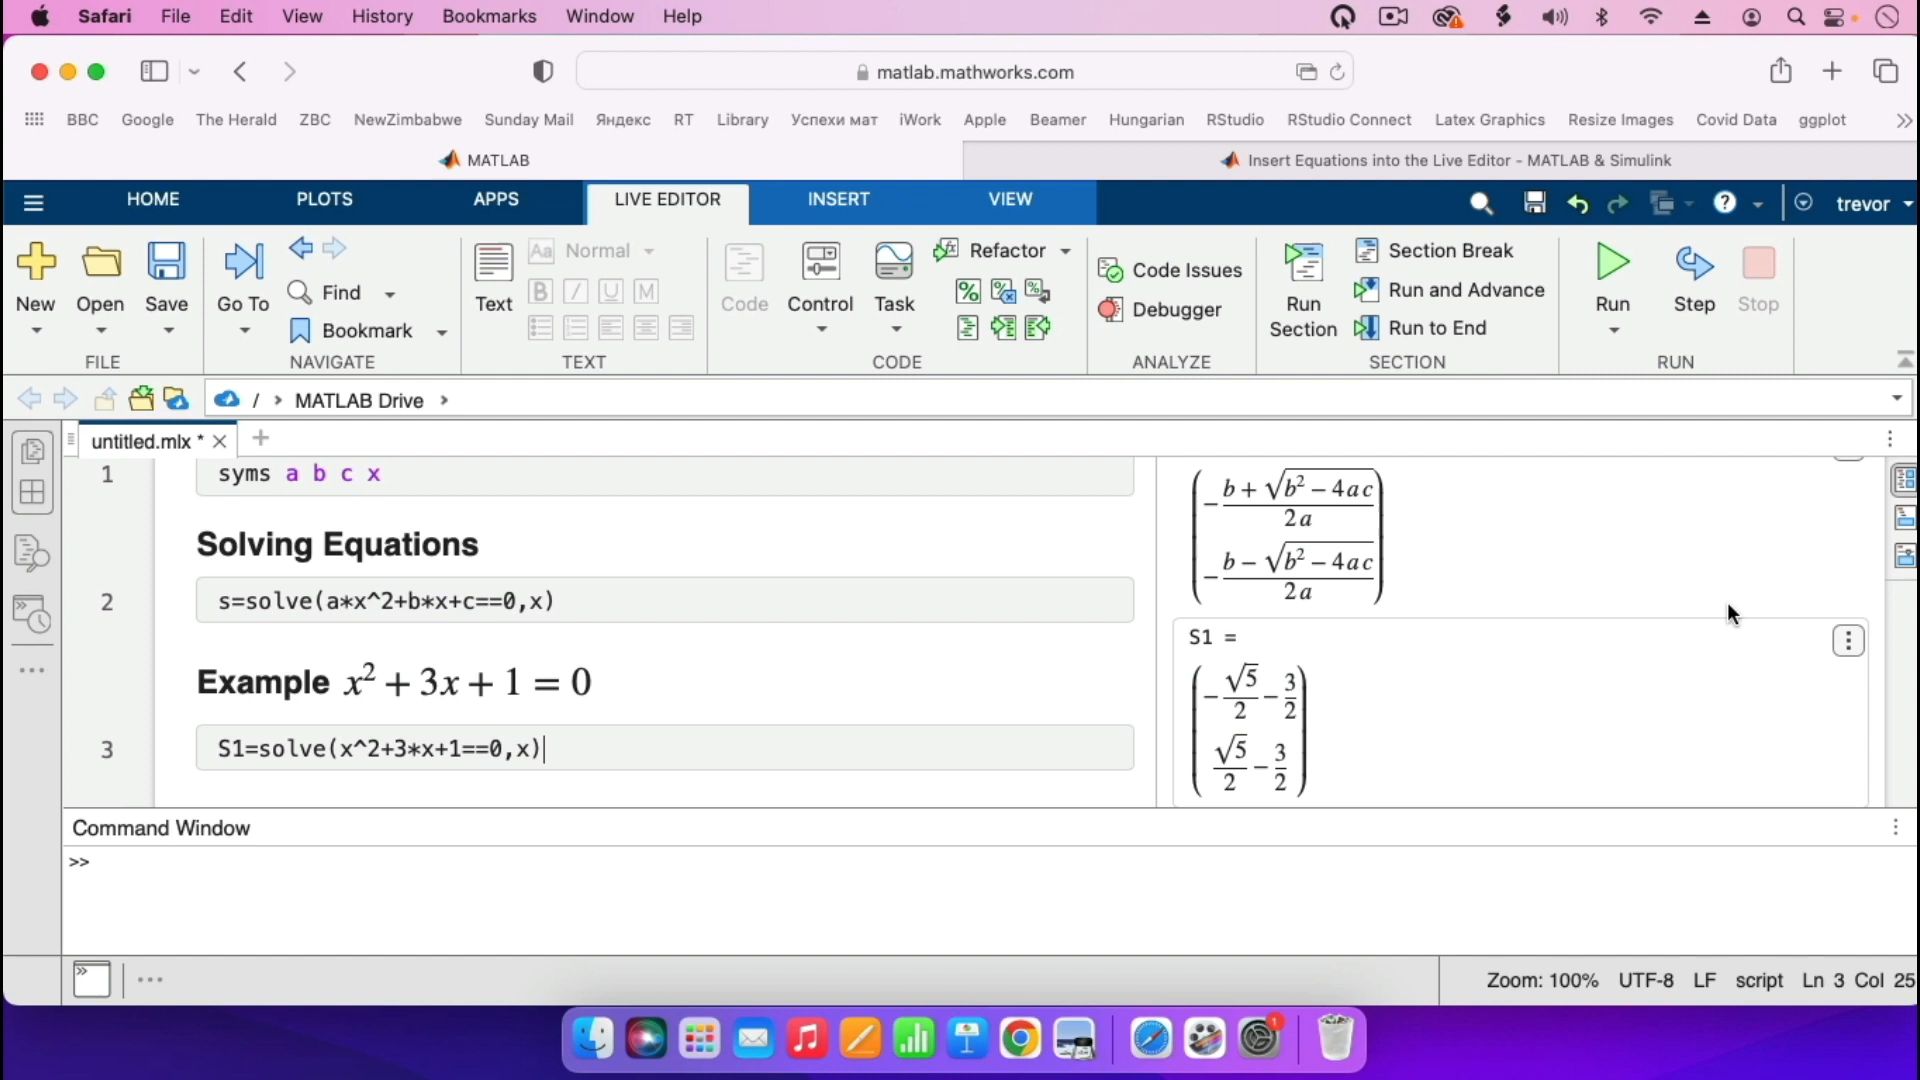 Safari File Edit View History Bookmarks Window Help
matlab.mathworks.com
BBC Google The Herald ZBC NewZimbabwe Sunday Mail Яндекс RT Library Успехи мат iWork Apple Beamer Hungarian RStudio RStudio Connect Latex Graphics Resize Images Covid Data ggplot
MATLAB Insert Equations into the Live Editor - MATLAB & Simulink
HOME PLOTS APPS LIVE EDITOR INSERT VIEW trevor
Aa Normal Refactor Section Break
Code Issues
New Open Save Go To Find Text B I U M Code Control Task Run Section Run and Advance Run Step Stop
Bookmark Debugger Run to End
FILE NAVIGATE TEXT CODE ANALYZE SECTION RUN
/ › MATLAB Drive ›
untitled.mlx * × +
1 syms a b c x
Solving Equations
2 s=solve(a*x^2+b*x+c==0,x)
Example x² + 3x + 1 = 0
3 S1=solve(x^2+3*x+1==0,x)
−(b + √(b² − 4ac))/(2a)
−(b − √(b² − 4ac))/(2a)
S1 =
−√5/2 − 3/2
√5/2 − 3/2
Command Window
>>
Zoom: 100% UTF-8 LF script Ln 3 Col 25
1